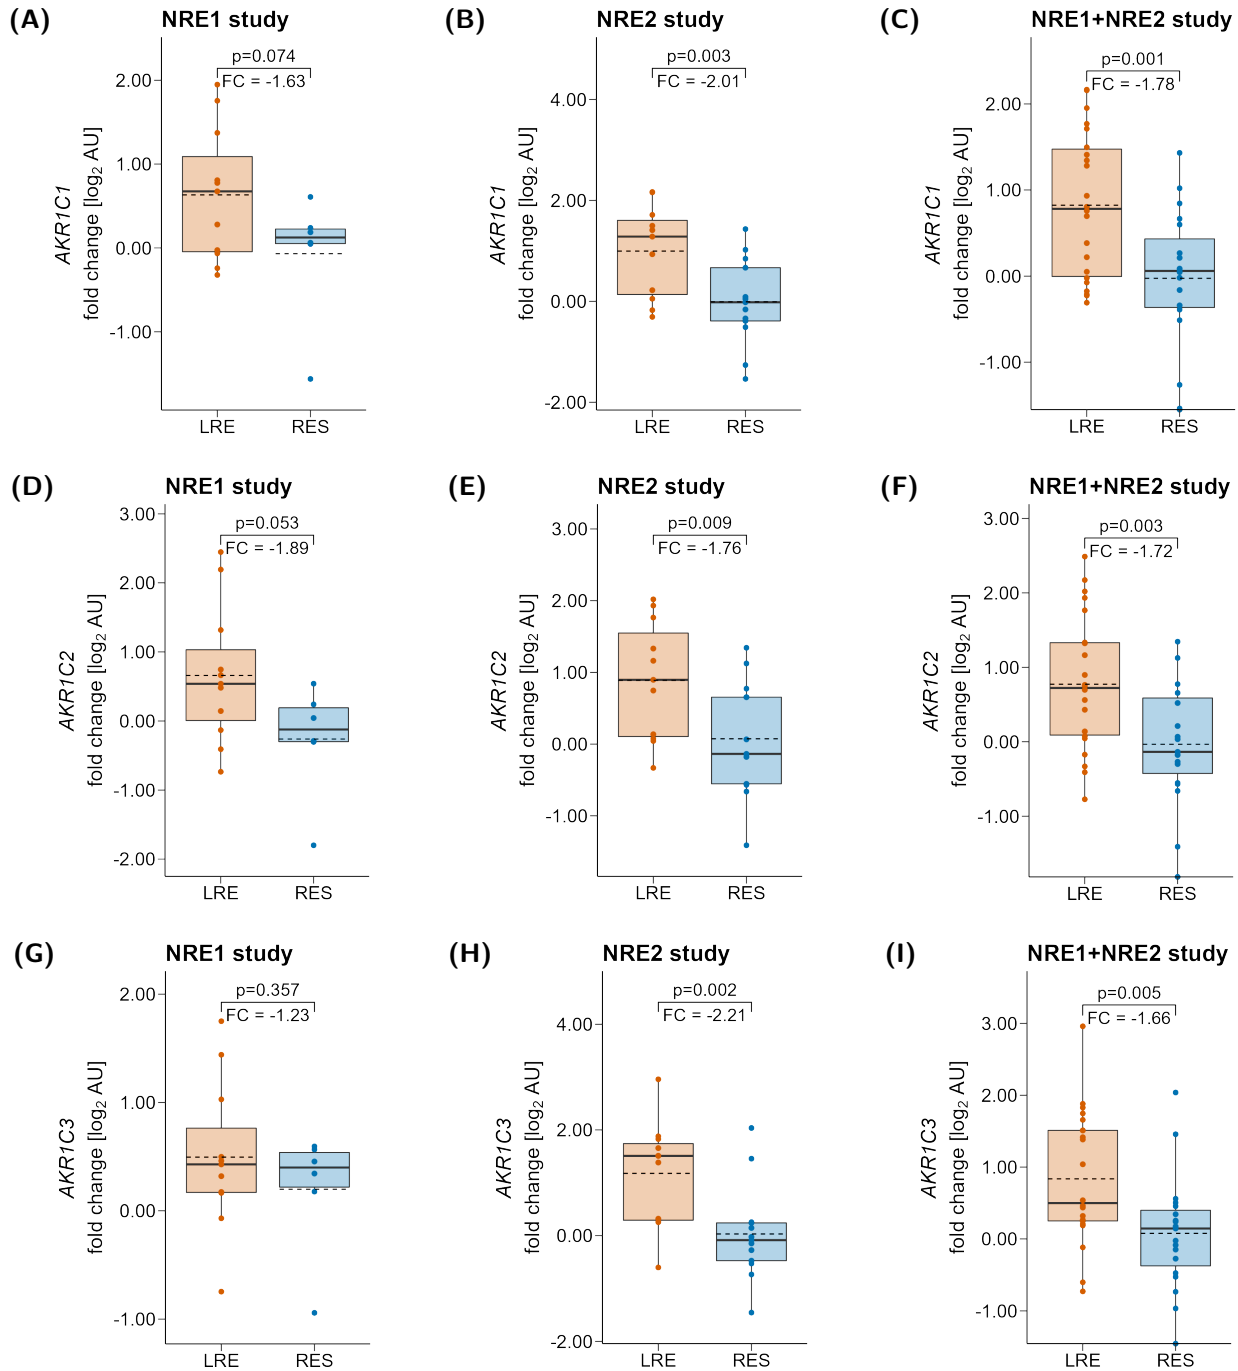 (A) NRE1 study
p=0.074
FC = -1.63
AKR1C1
fold change [log₂ AU]
2.00
1.00
0.00
-1.00
LRE RES
(B) NRE2 study
p=0.003
FC = -2.01
AKR1C1
fold change [log₂ AU]
4.00
2.00
0.00
-2.00
LRE RES
(C) NRE1+NRE2 study
p=0.001
FC = -1.78
AKR1C1
fold change [log₂ AU]
2.00
1.00
0.00
-1.00
LRE RES
(D) NRE1 study
p=0.053
FC = -1.89
AKR1C2
fold change [log₂ AU]
3.00
2.00
1.00
0.00
-1.00
-2.00
LRE RES
(E) NRE2 study
p=0.009
FC = -1.76
AKR1C2
fold change [log₂ AU]
3.00
2.00
1.00
0.00
-1.00
LRE RES
(F) NRE1+NRE2 study
p=0.003
FC = -1.72
AKR1C2
fold change [log₂ AU]
3.00
2.00
1.00
0.00
-1.00
LRE RES
(G) NRE1 study
p=0.357
FC = -1.23
AKR1C3
fold change [log₂ AU]
2.00
1.00
0.00
-1.00
LRE RES
(H) NRE2 study
p=0.002
FC = -2.21
AKR1C3
fold change [log₂ AU]
4.00
2.00
0.00
-2.00
LRE RES
(I) NRE1+NRE2 study
p=0.005
FC = -1.66
AKR1C3
fold change [log₂ AU]
3.00
2.00
1.00
0.00
-1.00
LRE RES